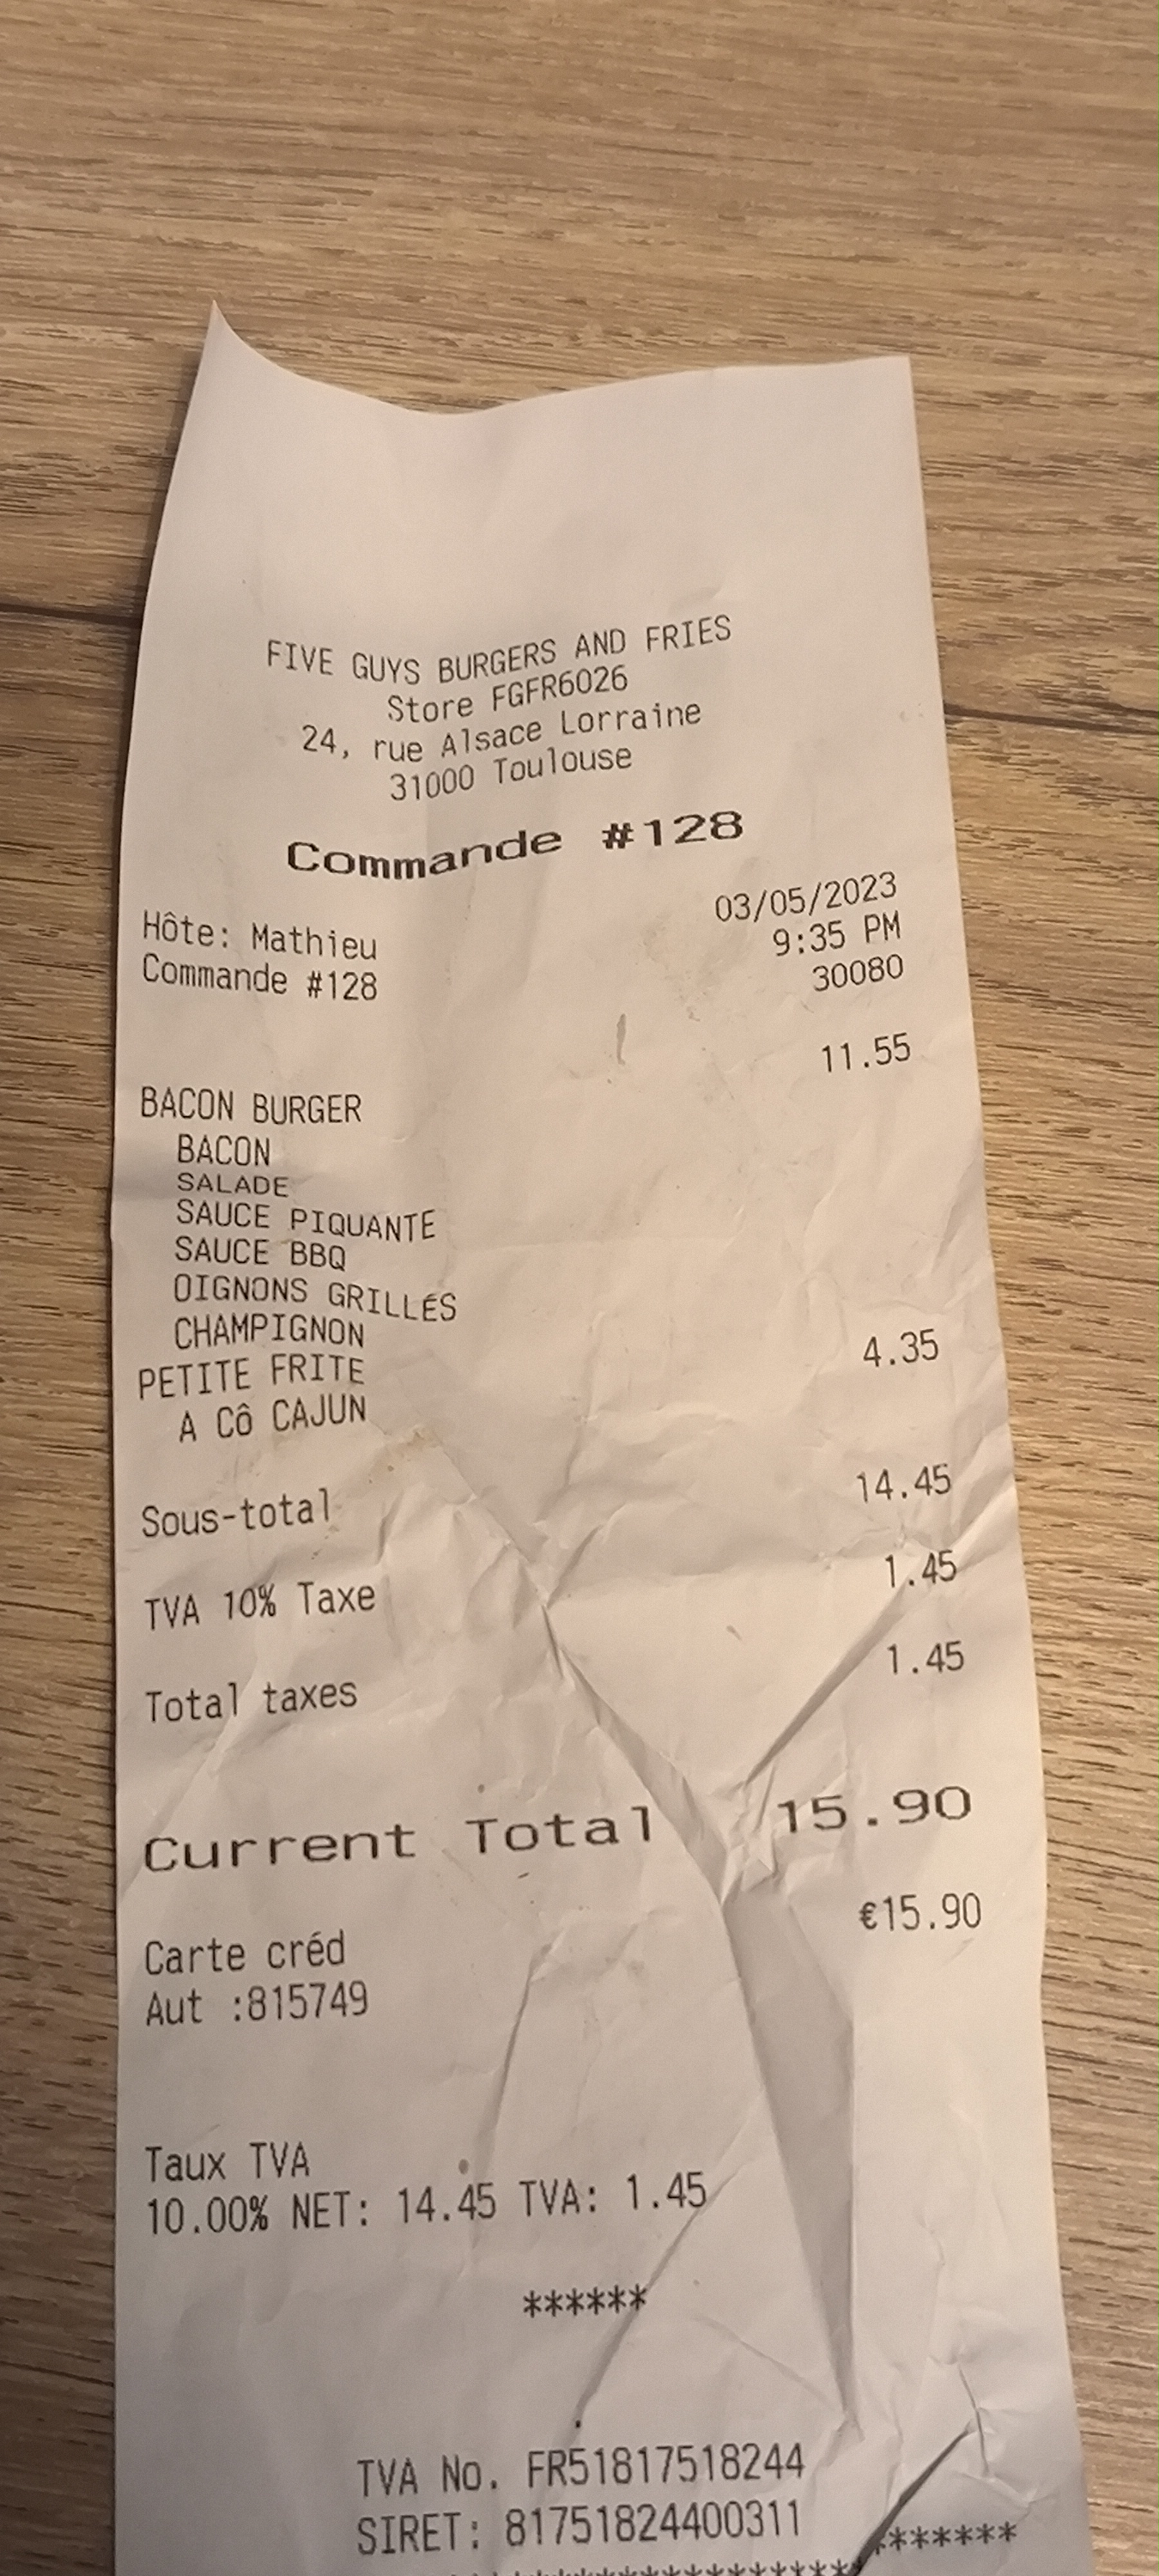 FIVE GUYS BURGERS AND FRIES
Store FGFR6026
24, rue Alsace Lorraine
31000 Toulouse
Commande #128
03/05/2023
Hôte: Mathieu 9:35 PM
Commande #128 30080
BACON BURGER 11.55
BACON
SALADE
SAUCE PIQUANTE
SAUCE BBQ
OIGNONS GRILLÉS
CHAMPIGNON
PETITE FRITE 4.35
A Cô CAJUN
Sous-total 14.45
TVA 10% Taxe 1.45
Total taxes 1.45
Current Total 15.90
Carte créd €15.90
Aut :815749
Taux TVA
10.00% NET: 14.45 TVA: 1.45
******
TVA No. FR51817518244
SIRET: 81751824400311